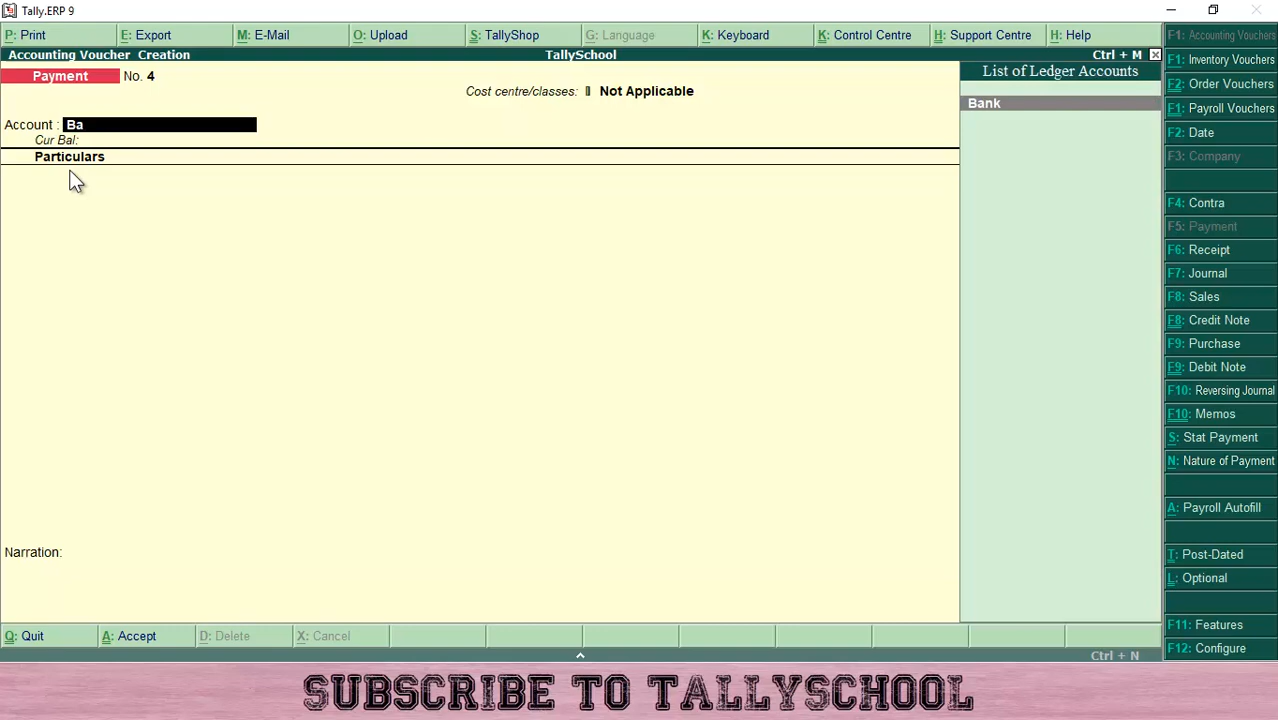 Tally.ERP 9
P: Print E: Export M: E-Mail O: Upload S: TallyShop G: Language K: Keyboard K: Control Centre H: Support Centre H: Help
Accounting Voucher Creation TallySchool Ctrl + M
Payment No. 4
Cost centre/classes: Not Applicable
Account : Ba
Cur Bal:
Particulars
Narration:
List of Ledger Accounts
Bank
F1: Accounting Vouchers
F1: Inventory Vouchers
F2: Order Vouchers
F1: Payroll Vouchers
F2: Date
F3: Company
F4: Contra
F5: Payment
F6: Receipt
F7: Journal
F8: Sales
F8: Credit Note
F9: Purchase
F9: Debit Note
F10: Reversing Journal
F10: Memos
S: Stat Payment
N: Nature of Payment
A: Payroll Autofill
T: Post-Dated
L: Optional
F11: Features
F12: Configure
Q: Quit A: Accept D: Delete X: Cancel
Ctrl + N
SUBSCRIBE TO TALLYSCHOOL